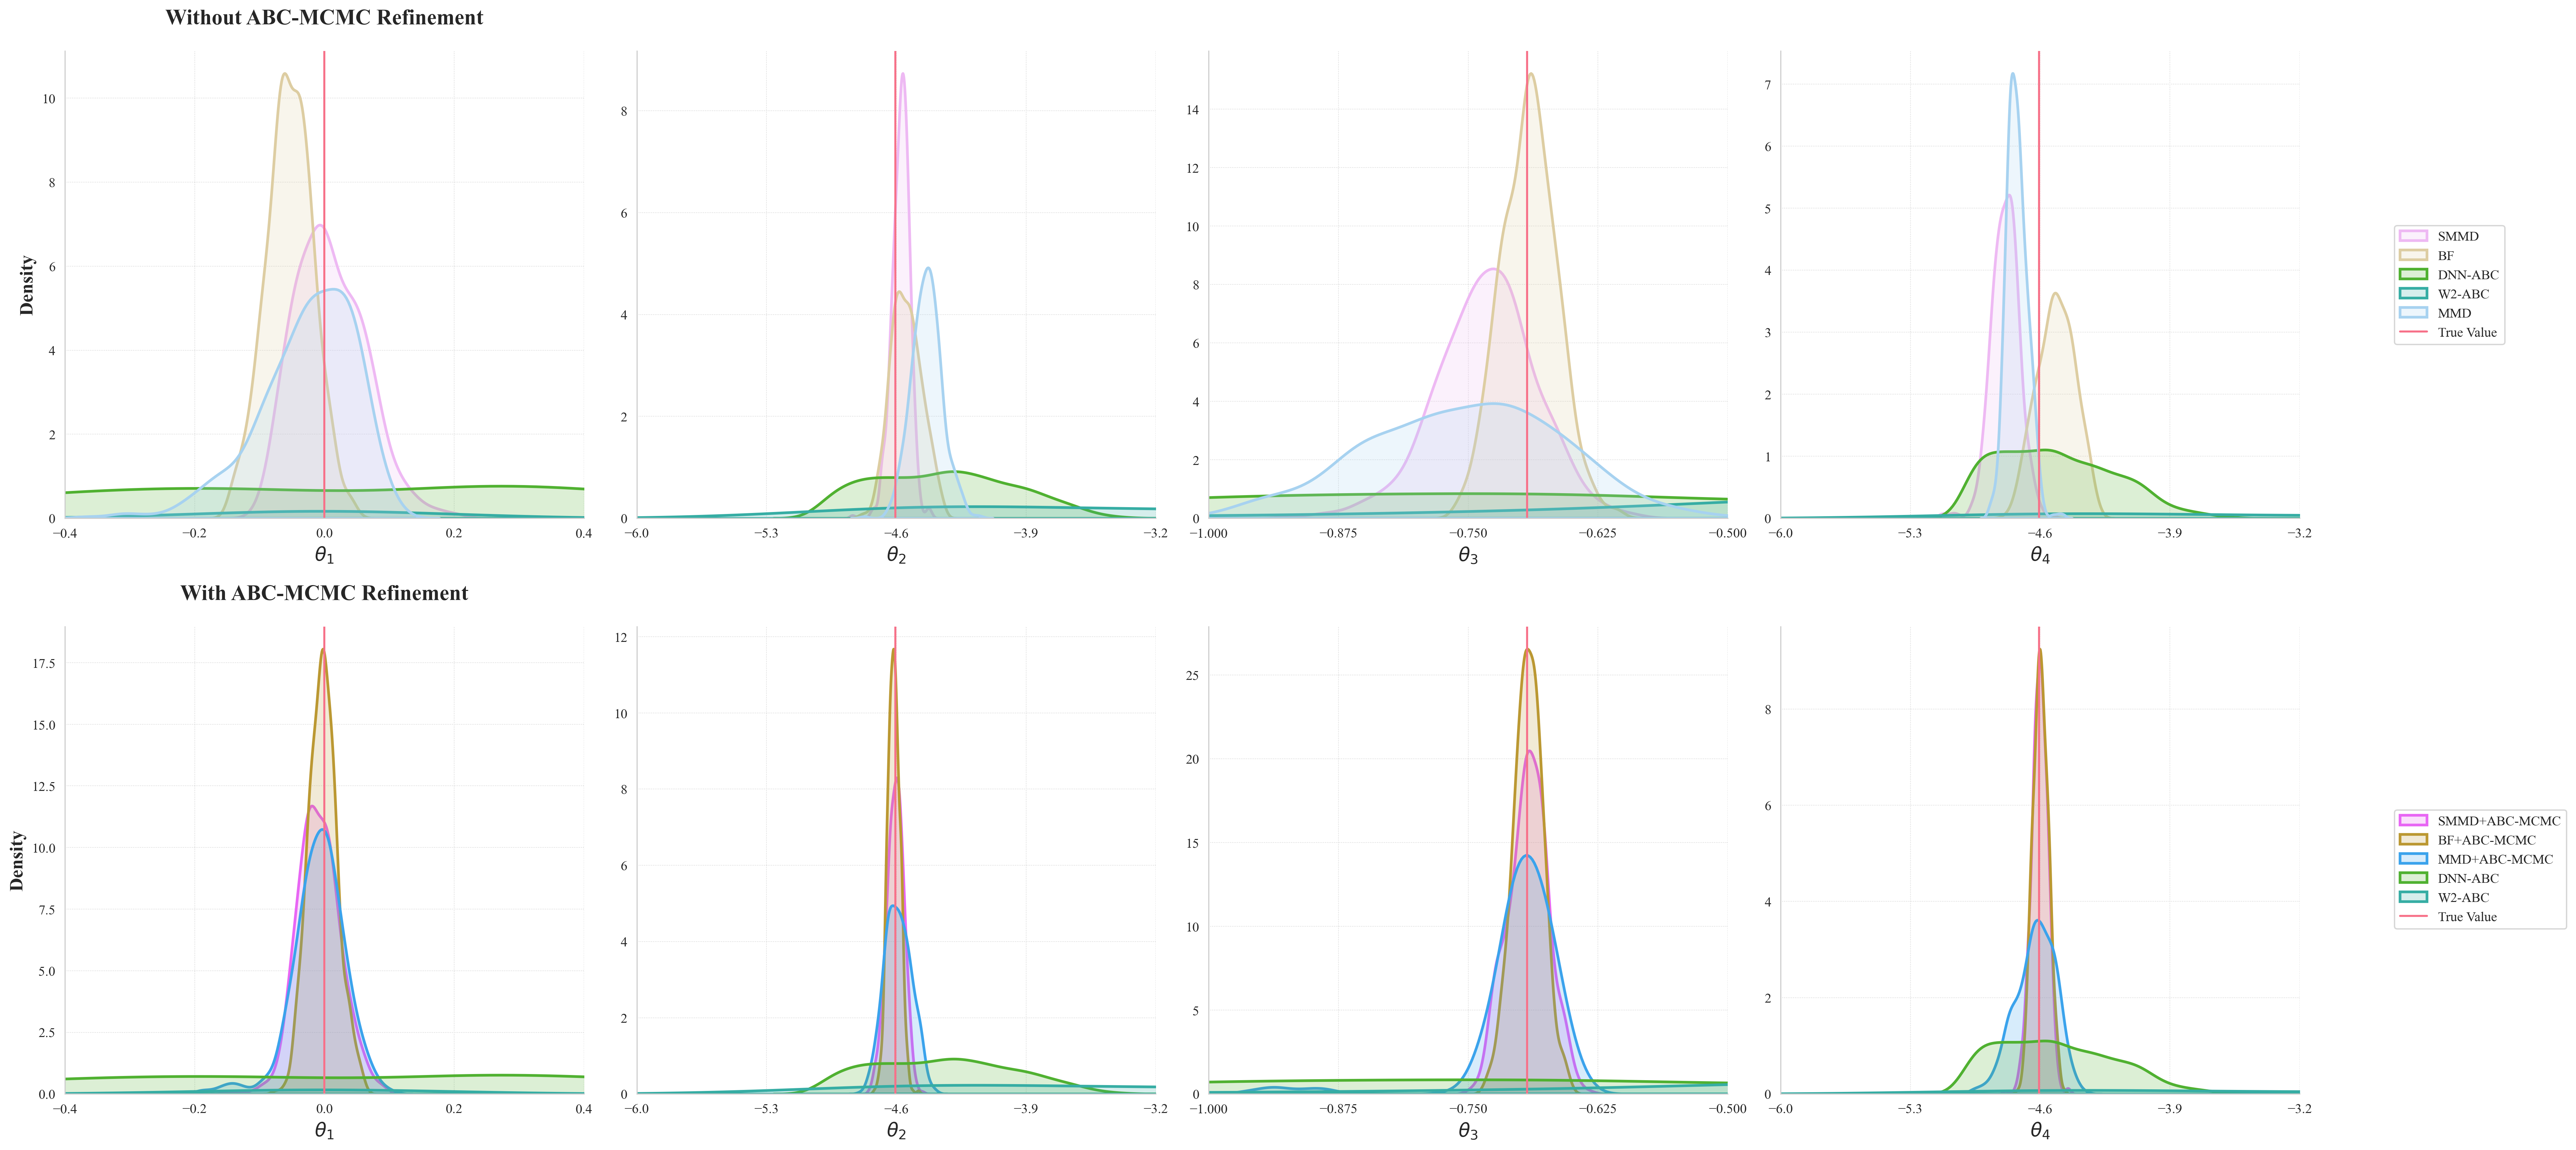 Without ABC-MCMC Refinement
Density
10
8
6
4
2
0
−0.4 −0.2 0.0 0.2 0.4
θ1
8
6
4
2
0
−6.0 −5.3 −4.6 −3.9 −3.2
θ2
14
12
10
8
6
4
2
0
−1.000 −0.875 −0.750 −0.625 −0.500
θ3
7
6
5
4
3
2
1
0
−6.0 −5.3 −4.6 −3.9 −3.2
θ4
SMMD
BF
DNN-ABC
W2-ABC
MMD
True Value
With ABC-MCMC Refinement
Density
17.5
15.0
12.5
10.0
7.5
5.0
2.5
0.0
−0.4 −0.2 0.0 0.2 0.4
θ1
12
10
8
6
4
2
0
−6.0 −5.3 −4.6 −3.9 −3.2
θ2
25
20
15
10
5
0
−1.000 −0.875 −0.750 −0.625 −0.500
θ3
8
6
4
2
0
−6.0 −5.3 −4.6 −3.9 −3.2
θ4
SMMD+ABC-MCMC
BF+ABC-MCMC
MMD+ABC-MCMC
DNN-ABC
W2-ABC
True Value